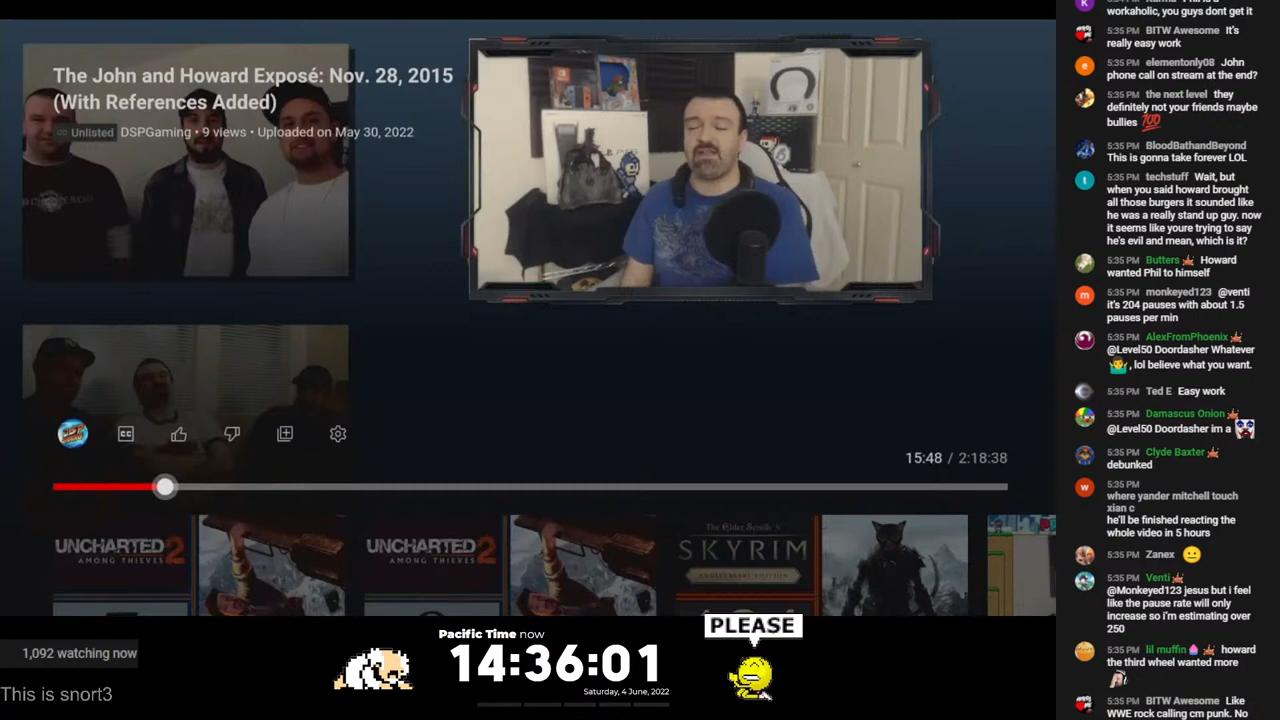 The John and Howard Exposé: Nov. 28, 2015
(With References Added)
Unlisted DSPGaming • 9 views • Uploaded on May 30, 2022
CC
15:48 / 2:18:38
UNCHARTED 2
AMONG THIEVES
UNCHARTED 2
AMONG THIEVES
The Elder Scrolls V
SKYRIM
ANNIVERSARY EDITION
1,092 watching now
This is snort3
Pacific Time now
14:36:01
Saturday, 4 June, 2022
PLEASE
K
workaholic, you guys dont get it
5:35 PM BITW Awesome It's
really easy work
e
5:35 PM elementonly08 John
phone call on stream at the end?
5:35 PM the next level they
definitely not your friends maybe
bullies 💯
5:35 PM BloodBathandBeyond
This is gonna take forever LOL
t
5:35 PM techstuff Wait, but
when you said howard brought
all those burgers it sounded like
he was a really stand up guy. now
it seems like youre trying to say
he's evil and mean, which is it?
5:35 PM Butters Howard
wanted Phil to himself
m
5:35 PM monkeyed123 @venti
it's 204 pauses with about 1.5
pauses per min
5:35 PM AlexFromPhoenix
@Level50 Doordasher Whatever
, lol believe what you want.
5:35 PM Ted E Easy work
5:35 PM Damascus Onion
@Level50 Doordasher im a
5:35 PM Clyde Baxter
debunked
w
5:35 PM
where yander mitchell touch
xian c
he'll be finished reacting the
whole video in 5 hours
5:35 PM Zanex
5:35 PM Venti
@Monkeyed123 jesus but i feel
like the pause rate will only
increase so i'm estimating over
250
5:35 PM lil muffin howard
the third wheel wanted more
5:35 PM BITW Awesome Like
WWE rock calling cm punk. No